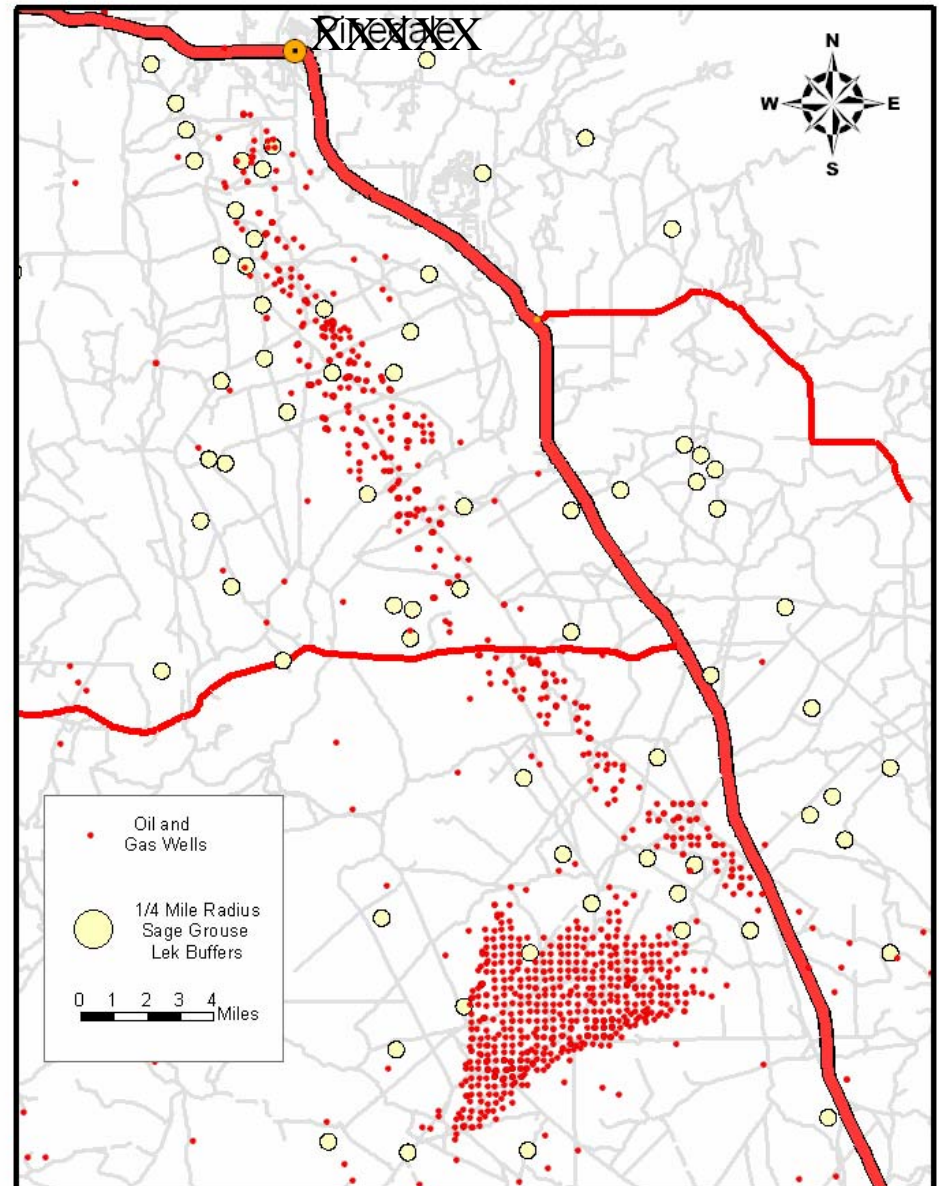 N
W E
S
Oil and
Gas Wells
1/4 Mile Radius
Sage Grouse
Lek Buffers
0 1 2 3 4
Miles